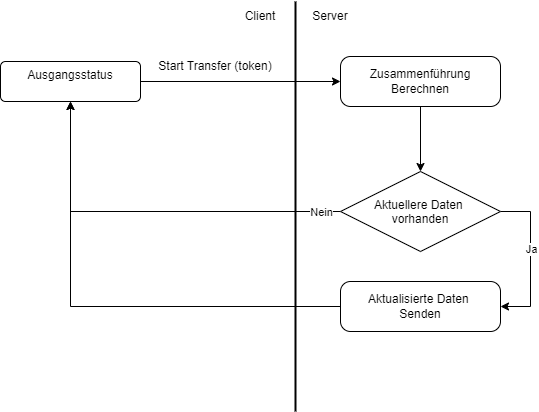 Client
Server
Ausgangsstatus
Start Transfer (token)
Zusammenführung
Berechnen
Aktuellere Daten
vorhanden
Nein
Ja
Aktualisierte Daten
Senden